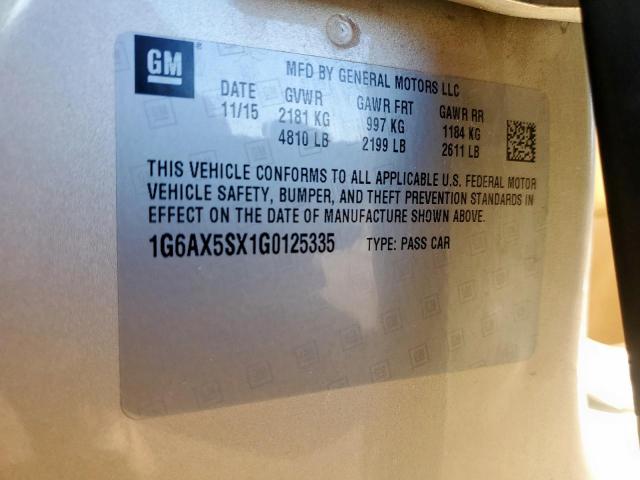 GM
MFD BY GENERAL MOTORS LLC
DATE GVWR GAWR FRT GAWR RR
11/15 2181 KG 997 KG 1184 KG
4810 LB 2199 LB 2611 LB
THIS VEHICLE CONFORMS TO ALL APPLICABLE U.S. FEDERAL MOTOR
VEHICLE SAFETY, BUMPER, AND THEFT PREVENTION STANDARDS IN
EFFECT ON THE DATE OF MANUFACTURE SHOWN ABOVE.
1G6AX5SX1G0125335 TYPE: PASS CAR